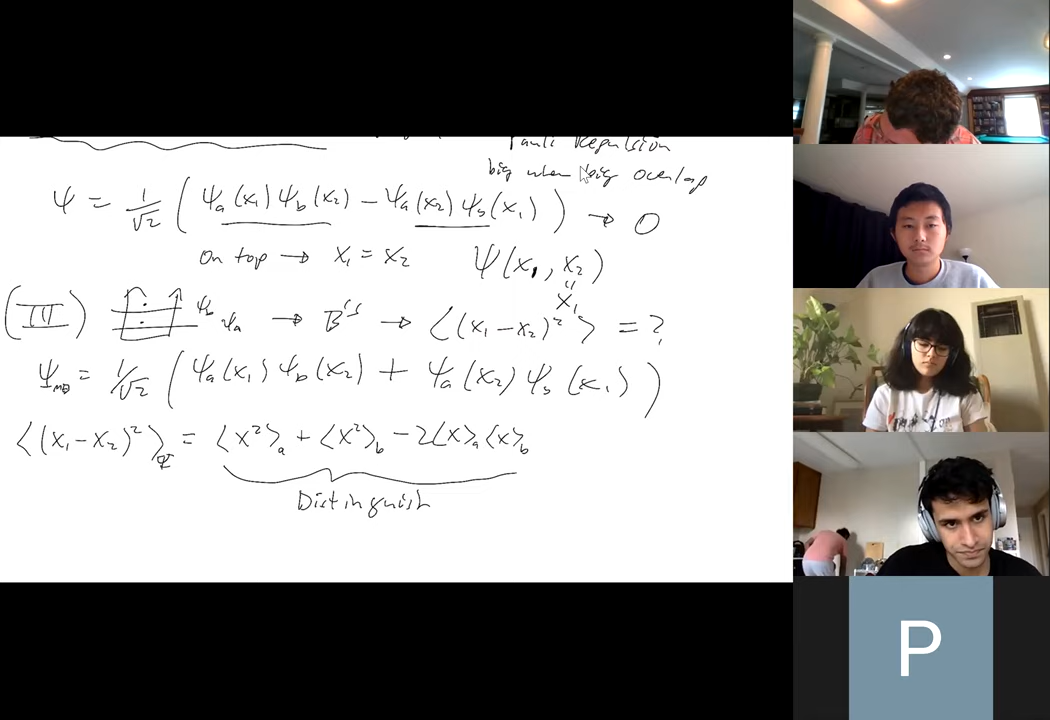 Pauli Repulsion
big when big overlap
Ψ = 1/√2 ( Ψa(x1) Ψb(x2) − Ψa(x2) Ψb(x1) ) → 0
on top → x1 = x2 Ψ(x1, x2)
"
x1
(III) Ψb Ψa → B's → ⟨(x1 − x2)²⟩ = ?
Ψ = 1/√2 ( Ψa(x1) Ψb(x2) + Ψa(x2) Ψb(x1) )
⟨(x1 − x2)²⟩Ψ = ⟨x²⟩a + ⟨x²⟩b − 2⟨x⟩a⟨x⟩b
Distinguish
P